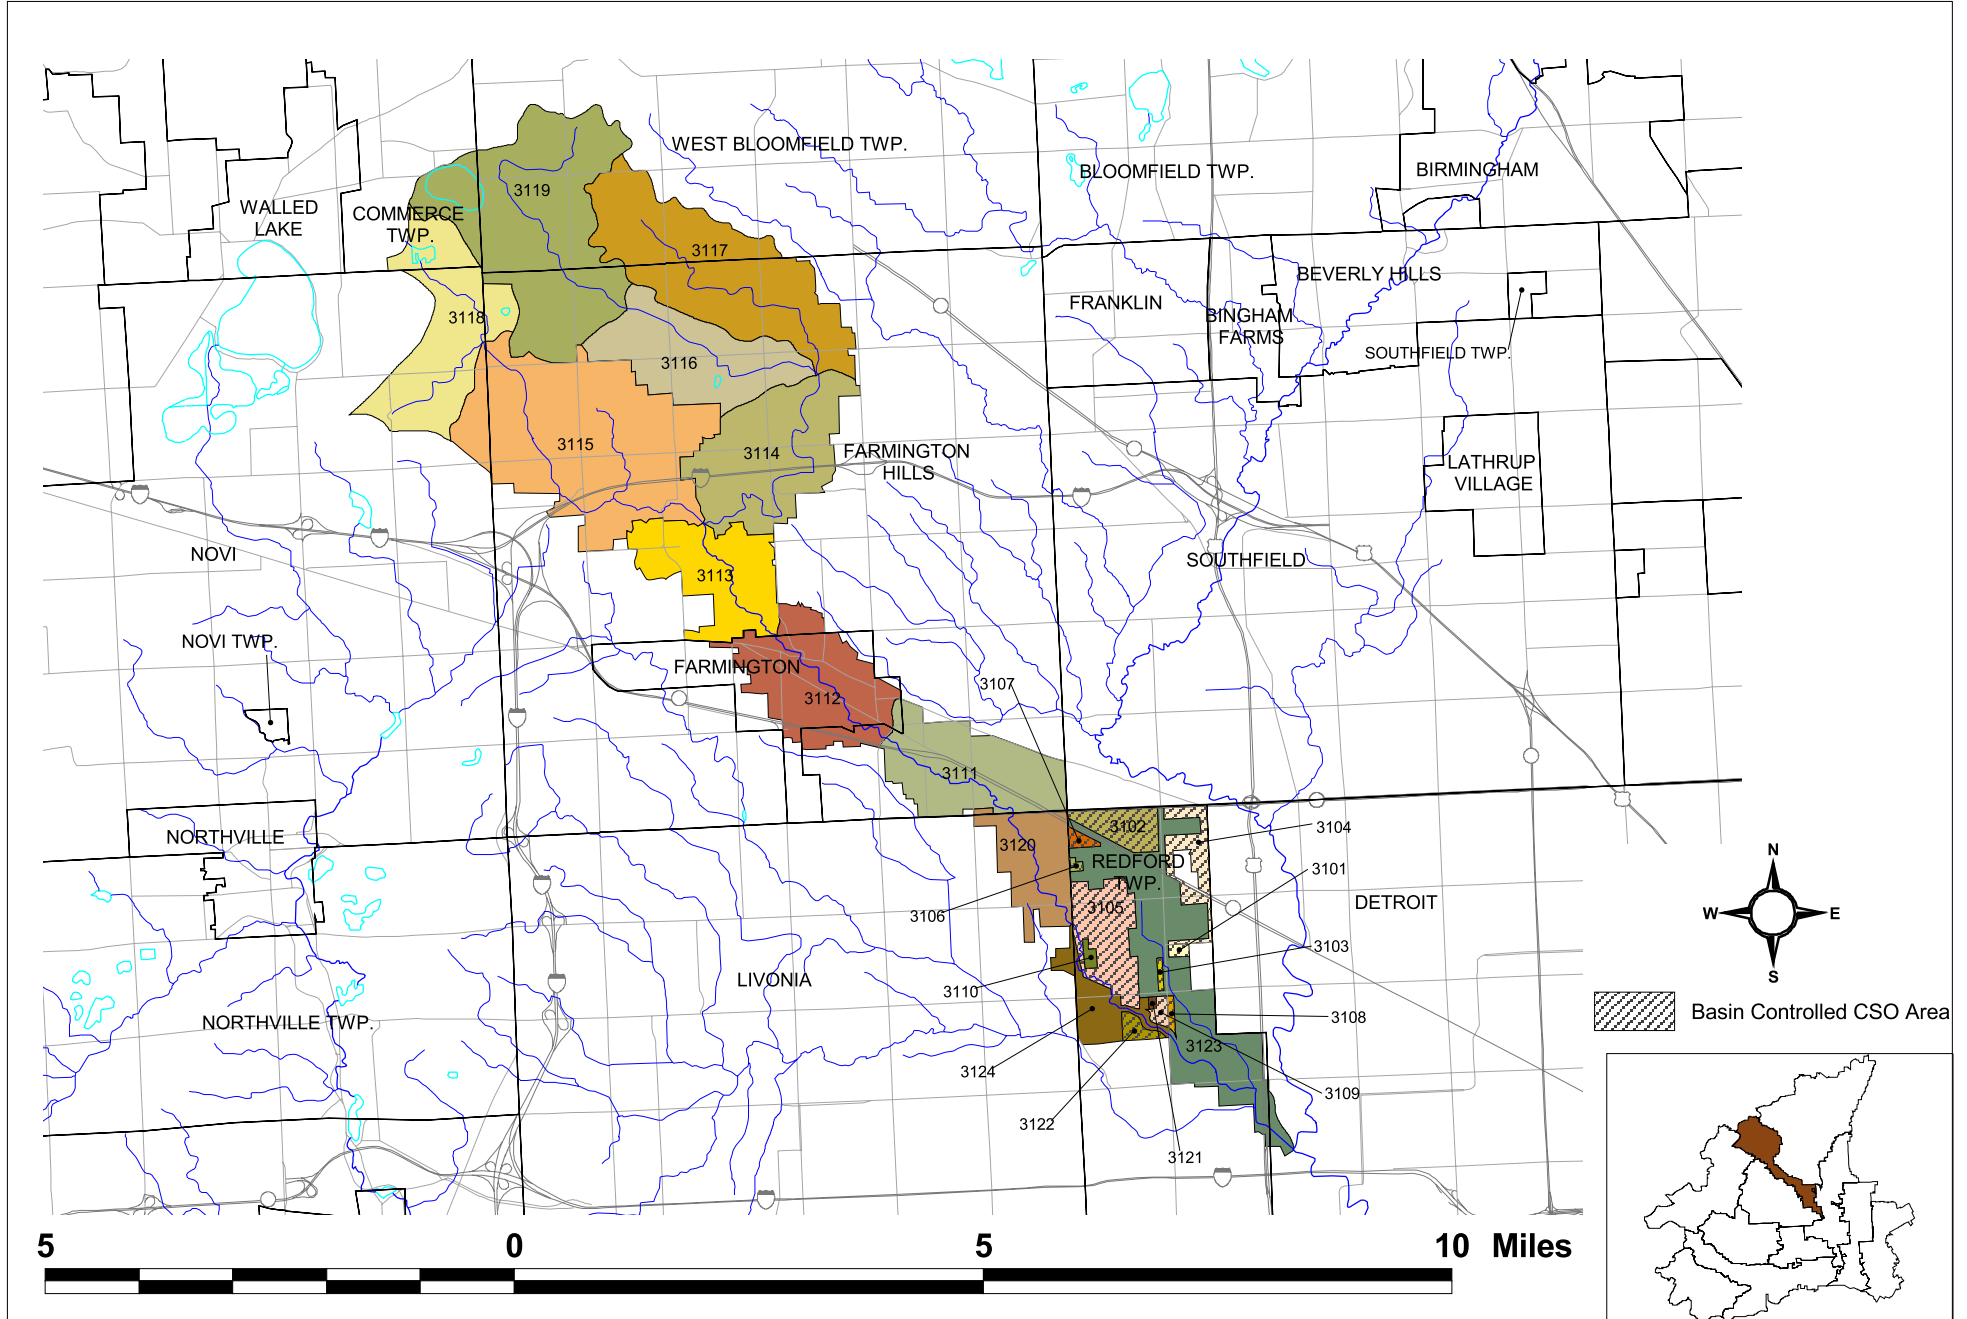 WEST BLOOMFIELD TWP.
BLOOMFIELD TWP.
BIRMINGHAM
3119
WALLED
LAKE
COMMERCE
TWP.
3117
BEVERLY HILLS
FRANKLIN
BINGHAM
FARMS
3118
SOUTHFIELD TWP.
3116
3115
3114
FARMINGTON
HILLS
LATHRUP
VILLAGE
NOVI
SOUTHFIELD
3113
NOVI TWP.
FARMINGTON
3107
3112
3111
NORTHVILLE
3120
3102
3104
REDFORD
TWP.
3101
3105
3106
DETROIT
3103
LIVONIA
3110
NORTHVILLE TWP.
3108
3123
3124
3109
3122
3121
N
W
E
S
Basin Controlled CSO Area
5 0 5 10 Miles